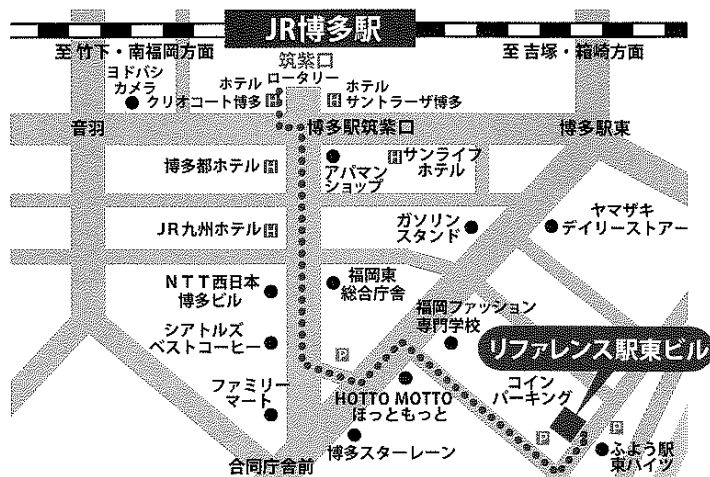 JR博多駅
至 竹下・南福岡方面
至 吉塚・箱崎方面
筑紫口
ロータリー
ヨドバシ
カメラ
ホテル
クリオコート博多 H
H ホテル
サントラーザ博多
音羽
博多駅筑紫口
博多駅東
博多都ホテル H
アパマン
ショップ
H サンライフ
ホテル
JR九州ホテル H
ガソリン
スタンド
ヤマザキ
デイリーストアー
NTT西日本
博多ビル
福岡東
総合庁舎
福岡ファッション
専門学校
シアトルズ
ベストコーヒー
P
リファレンス駅東ビル
ファミリー
マート
HOTTO MOTTO
ほっともっと
コイン
パーキング
P
P
博多スターレーン
ふよう駅
東ハイツ
合同庁舎前